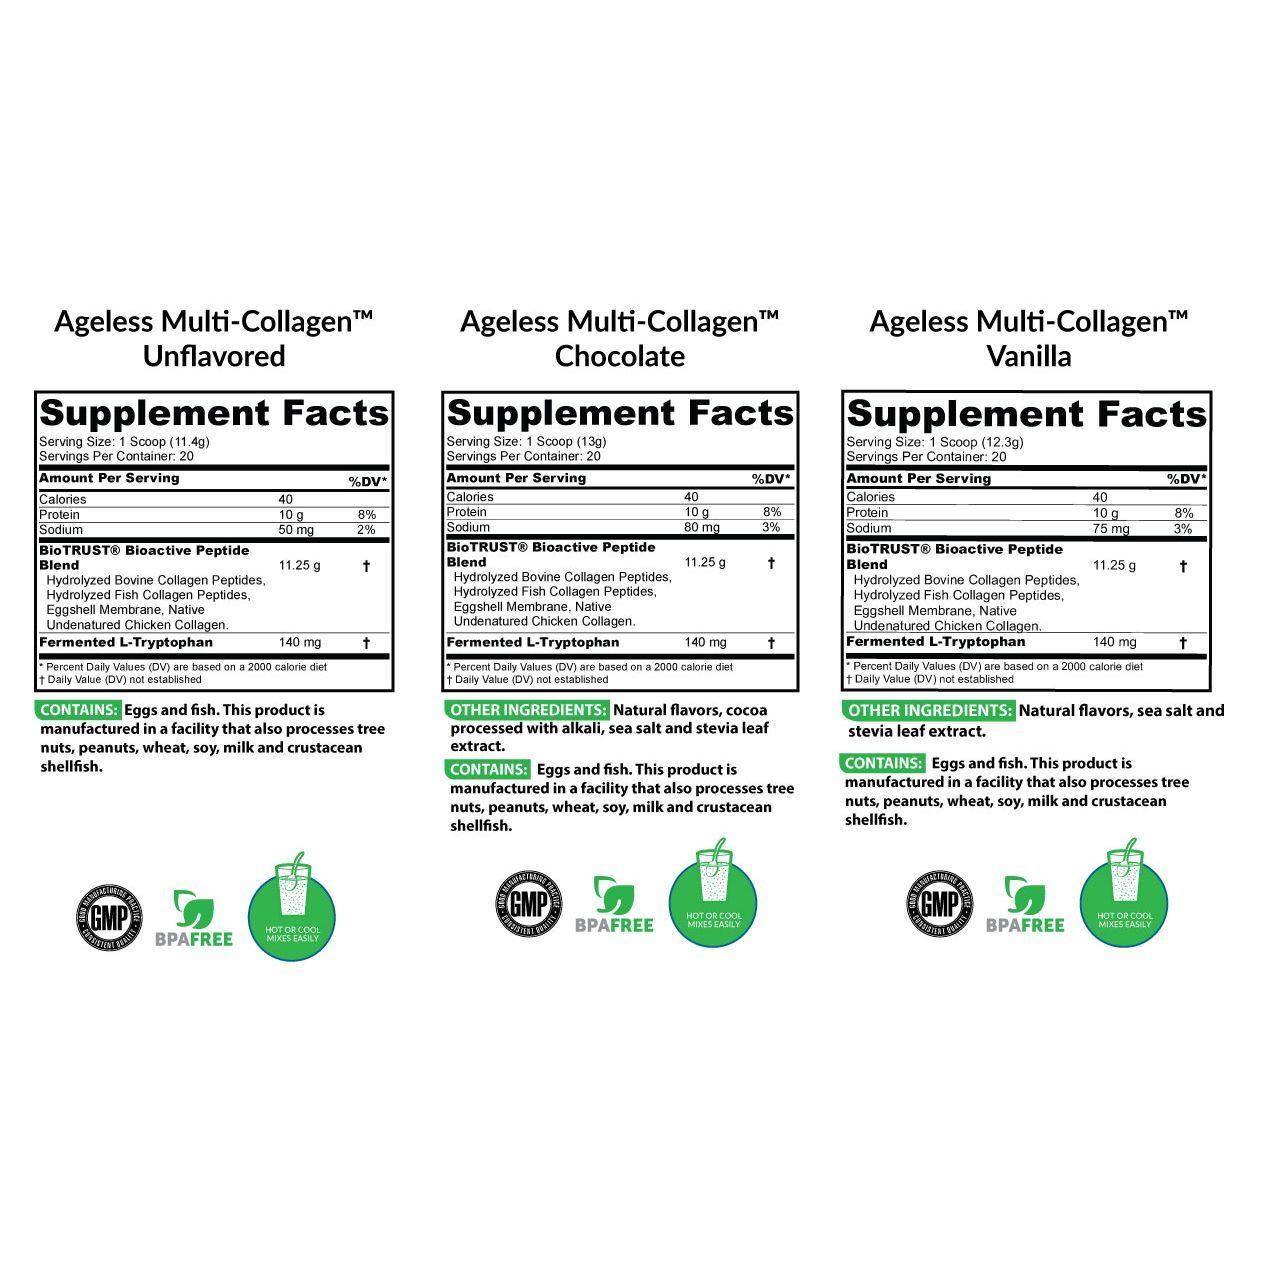 Ageless Multi-Collagen™
Unflavored
Supplement Facts
Serving Size: 1 Scoop (11.4g)
Servings Per Container: 20
Amount Per Serving %DV*
Calories 40
Protein 10 g 8%
Sodium 50 mg 2%
BioTRUST® Bioactive Peptide
Blend 11.25 g †
Hydrolyzed Bovine Collagen Peptides,
Hydrolyzed Fish Collagen Peptides,
Eggshell Membrane, Native
Undenatured Chicken Collagen.
Fermented L-Tryptophan 140 mg †
* Percent Daily Values (DV) are based on a 2000 calorie diet
† Daily Value (DV) not established
CONTAINS: Eggs and fish. This product is
manufactured in a facility that also processes tree
nuts, peanuts, wheat, soy, milk and crustacean
shellfish.
GOOD MANUFACTURING PRACTICE
GMP
CONSISTENT QUALITY
BPAFREE
HOT OR COOL
MIXES EASILY
Ageless Multi-Collagen™
Chocolate
Supplement Facts
Serving Size: 1 Scoop (13g)
Servings Per Container: 20
Amount Per Serving %DV*
Calories 40
Protein 10 g 8%
Sodium 80 mg 3%
BioTRUST® Bioactive Peptide
Blend 11.25 g †
Hydrolyzed Bovine Collagen Peptides,
Hydrolyzed Fish Collagen Peptides,
Eggshell Membrane, Native
Undenatured Chicken Collagen.
Fermented L-Tryptophan 140 mg †
* Percent Daily Values (DV) are based on a 2000 calorie diet
† Daily Value (DV) not established
OTHER INGREDIENTS: Natural flavors, cocoa
processed with alkali, sea salt and stevia leaf
extract.
CONTAINS: Eggs and fish. This product is
manufactured in a facility that also processes tree
nuts, peanuts, wheat, soy, milk and crustacean
shellfish.
GOOD MANUFACTURING PRACTICE
GMP
CONSISTENT QUALITY
BPAFREE
HOT OR COOL
MIXES EASILY
Ageless Multi-Collagen™
Vanilla
Supplement Facts
Serving Size: 1 Scoop (12.3g)
Servings Per Container: 20
Amount Per Serving %DV*
Calories 40
Protein 10 g 8%
Sodium 75 mg 3%
BioTRUST® Bioactive Peptide
Blend 11.25 g †
Hydrolyzed Bovine Collagen Peptides,
Hydrolyzed Fish Collagen Peptides,
Eggshell Membrane, Native
Undenatured Chicken Collagen.
Fermented L-Tryptophan 140 mg †
* Percent Daily Values (DV) are based on a 2000 calorie diet
† Daily Value (DV) not established
OTHER INGREDIENTS: Natural flavors, sea salt and
stevia leaf extract.
CONTAINS: Eggs and fish. This product is
manufactured in a facility that also processes tree
nuts, peanuts, wheat, soy, milk and crustacean
shellfish.
GOOD MANUFACTURING PRACTICE
GMP
CONSISTENT QUALITY
BPAFREE
HOT OR COOL
MIXES EASILY